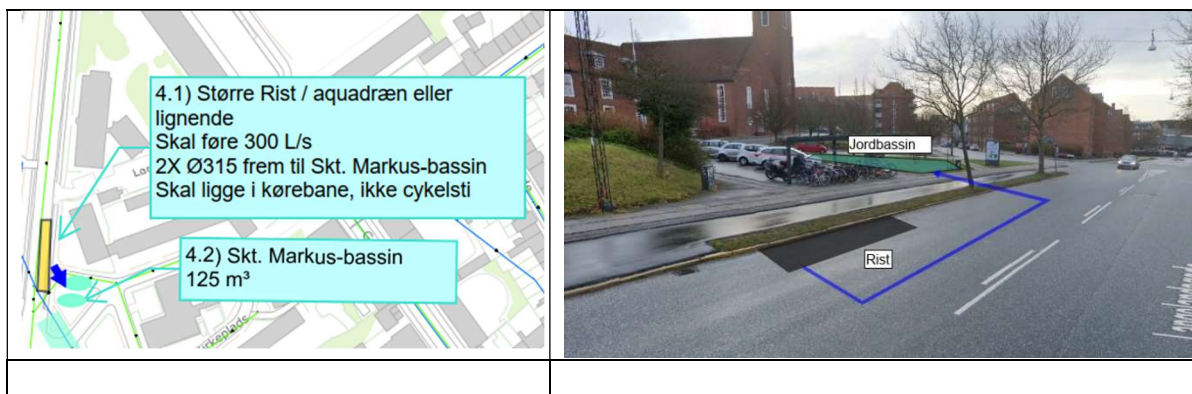 4.1) Større Rist / aquadræn eller
lignende
Skal føre 300 L/s
2X Ø315 frem til Skt. Markus-bassin
Skal ligge i kørebane, ikke cykelsti
4.2) Skt. Markus-bassin
125 m³
Jordbassin
Rist